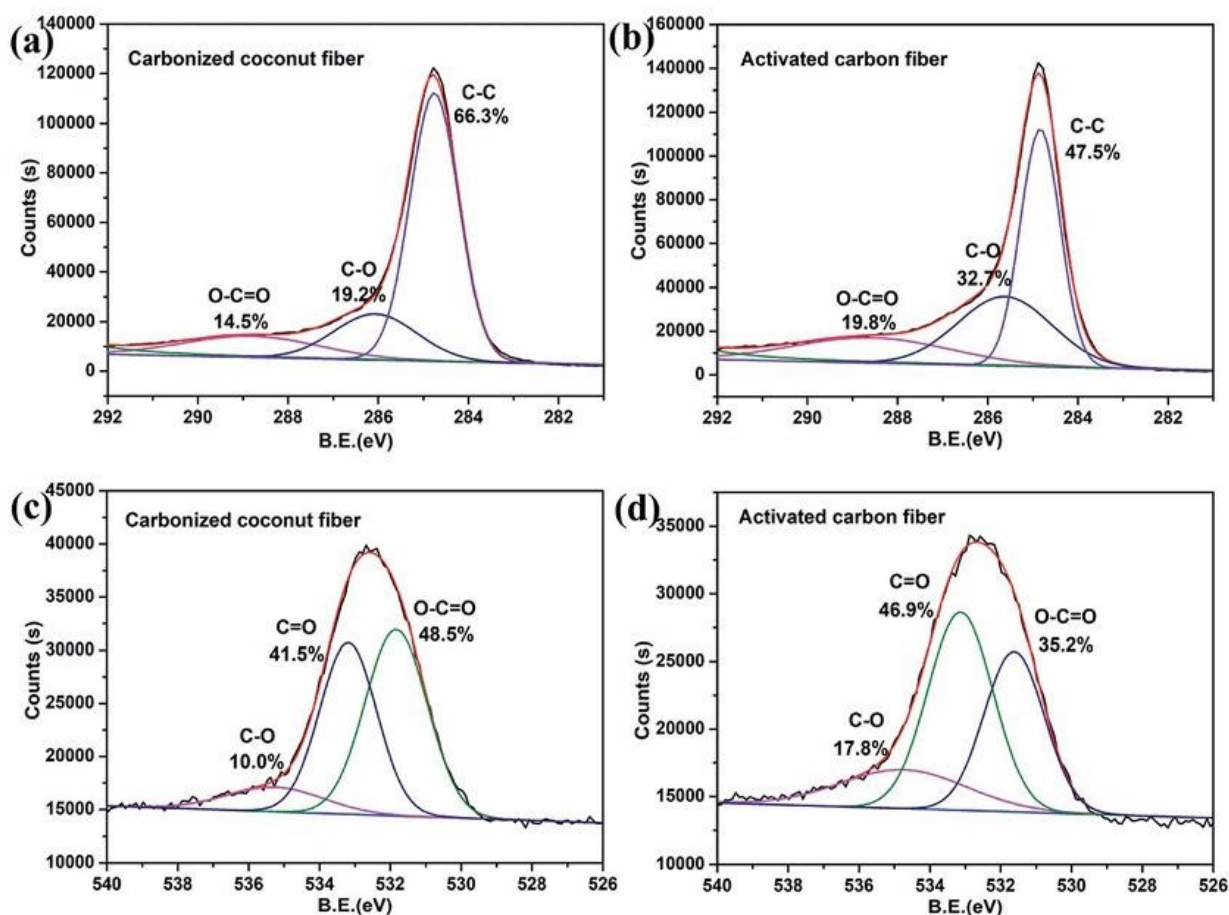 (a)
Carbonized coconut fiber
C-C
66.3%
C-O
19.2%
O-C=O
14.5%
Counts (s)
140000
120000
100000
80000
60000
40000
20000
0
292 290 288 286 284 282
B.E.(eV)
(b)
Activated carbon fiber
C-C
47.5%
C-O
32.7%
O-C=O
19.8%
Counts (s)
160000
140000
120000
100000
80000
60000
40000
20000
0
292 290 288 286 284 282
B.E.(eV)
(c)
Carbonized coconut fiber
O-C=O
48.5%
C=O
41.5%
C-O
10.0%
Counts (s)
45000
40000
35000
30000
25000
20000
15000
10000
540 538 536 534 532 530 528 526
B.E.(eV)
(d)
Activated carbon fiber
C=O
46.9%
O-C=O
35.2%
C-O
17.8%
Counts (s)
35000
30000
25000
20000
15000
10000
540 538 536 534 532 530 528 526
B.E.(eV)